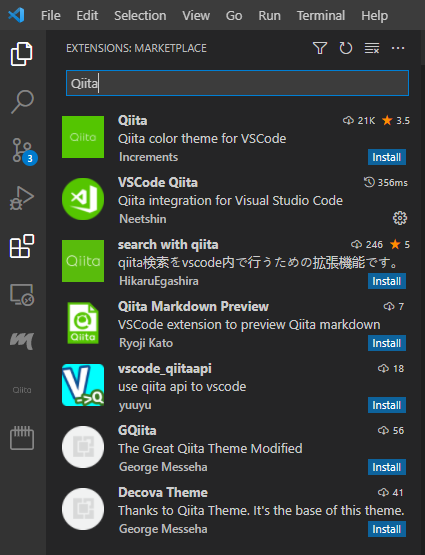 File Edit Selection View Go Run Terminal Help
EXTENSIONS: MARKETPLACE
Qiita
Qiita 21K 3.5
Qiita color theme for VSCode
Increments Install
VSCode Qiita 356ms
Qiita integration for Visual Studio Code
Neetshin
search with qiita 246 5
qiita検索をvscode内で行うための拡張機能です。
HikaruEgashira Install
Qiita Markdown Preview 7
VSCode extension to preview Qiita markdown
Ryoji Kato Install
vscode_qiitaapi 18
use qiita api to vscode
yuuyu Install
GQiita 56
The Great Qiita Theme Modified
George Messeha Install
Decova Theme 41
Thanks to Qiita Theme. It's the base of this theme.
George Messeha Install
3
Qiita
Qiita
Qiita
Qiita
V
->Q